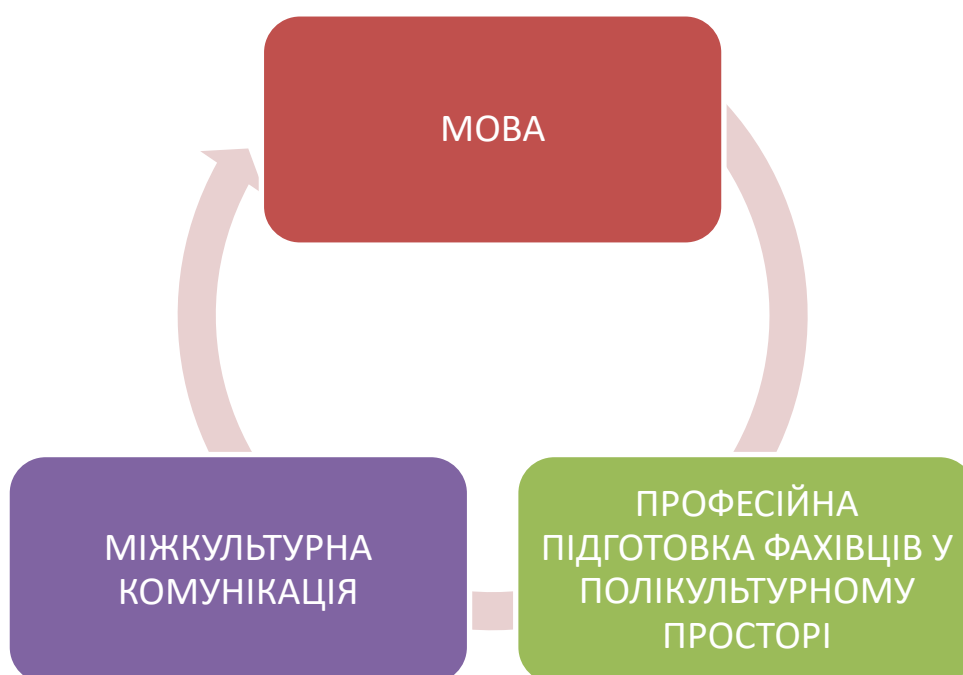 МОВА
МІЖКУЛЬТУРНА
КОМУНІКАЦІЯ
ПРОФЕСІЙНА
ПІДГОТОВКА ФАХІВЦІВ У
ПОЛІКУЛЬТУРНОМУ
ПРОСТОРІ